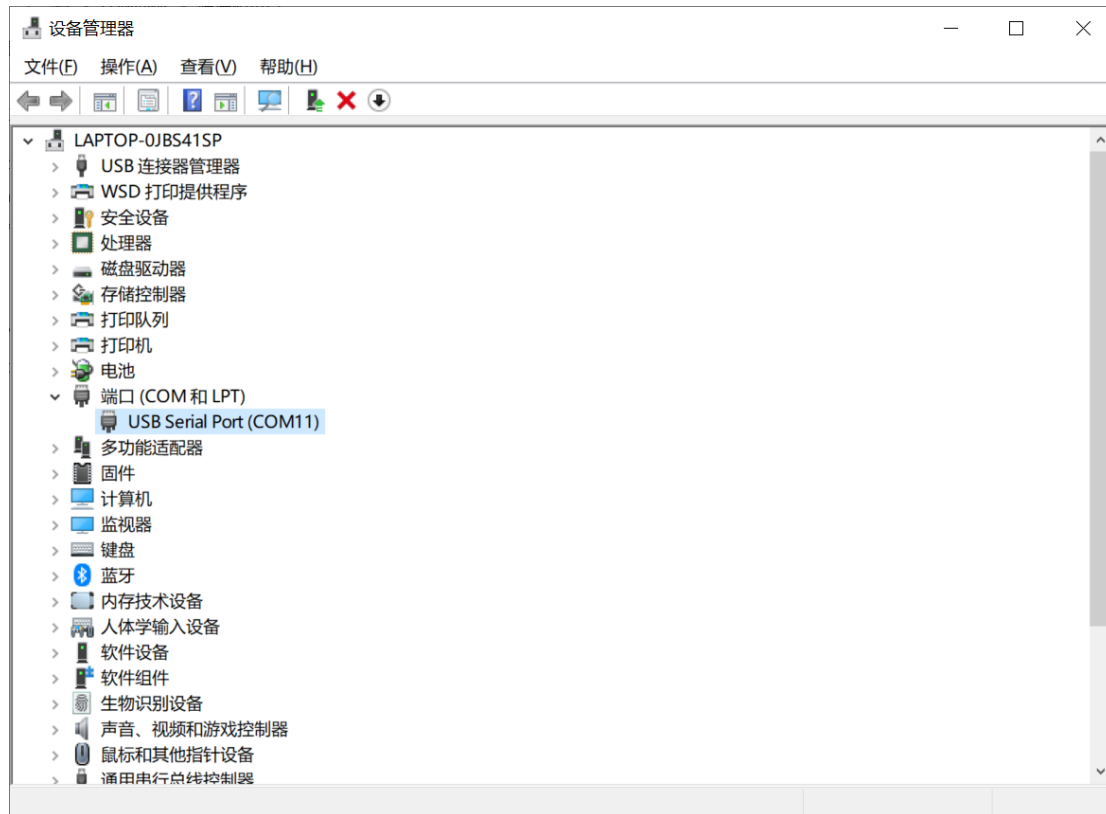 设备管理器
文件(F) 操作(A) 查看(V) 帮助(H)
LAPTOP-0JBS41SP
USB 连接器管理器
WSD 打印提供程序
安全设备
处理器
磁盘驱动器
存储控制器
打印队列
打印机
电池
端口 (COM 和 LPT)
USB Serial Port (COM11)
多功能适配器
固件
计算机
监视器
键盘
蓝牙
内存技术设备
人体学输入设备
软件设备
软件组件
生物识别设备
声音、视频和游戏控制器
鼠标和其他指针设备
通用串行总线控制器